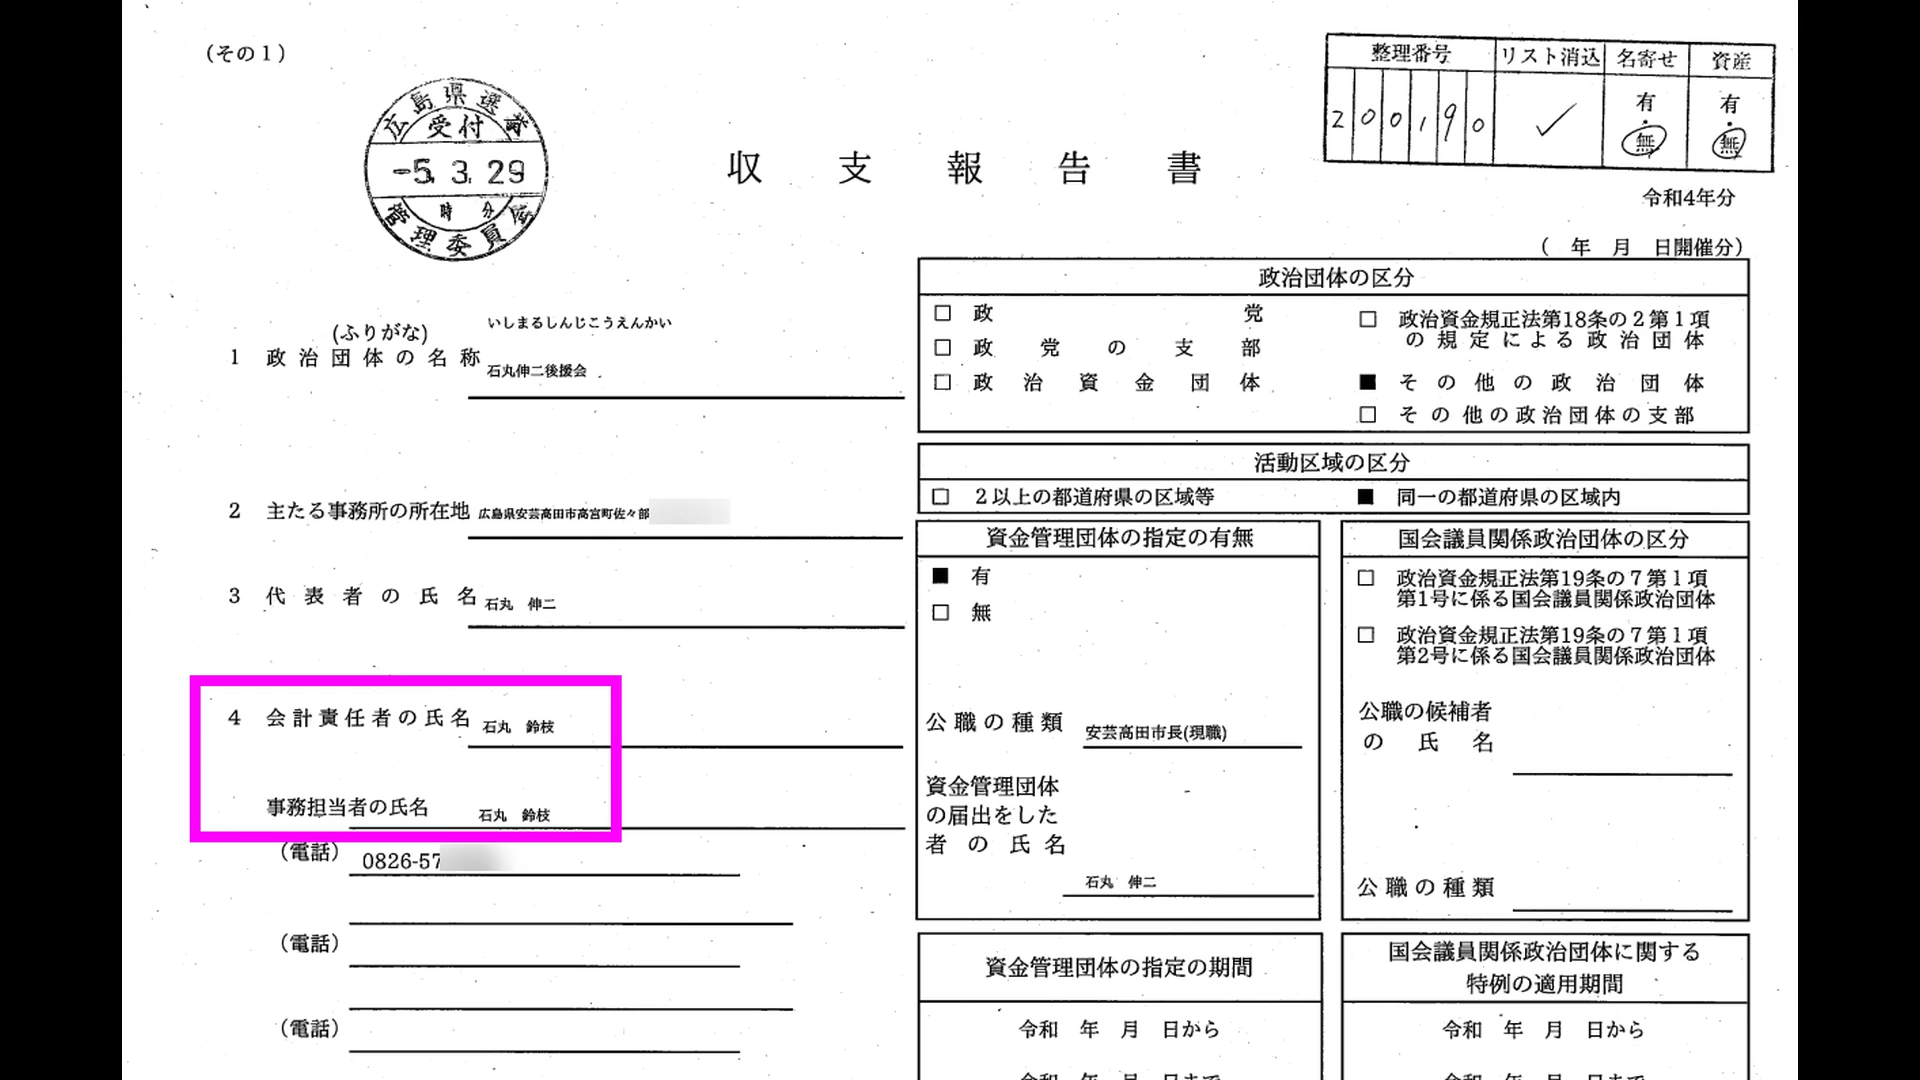 (その１)
広島県選挙
受付
-5. 3. 29
時 分
管理委員会
収支報告書
整理番号 リスト消込 名寄せ 資産
200190 ✓ 有・無 有・無
令和4年分
( 年 月 日開催分)
(ふりがな) いしまるしんじこうえんかい
1 政治団体の名称 石丸伸二後援会
2 主たる事務所の所在地 広島県安芸高田市高宮町佐々部
3 代表者の氏名 石丸 伸二
4 会計責任者の氏名 石丸 鈴枝
事務担当者の氏名 石丸 鈴枝
(電話) 0826-57
(電話)
(電話)
政治団体の区分
□ 政党
□ 政党の支部
□ 政治資金団体
□ 政治資金規正法第18条の２第１項
の規定による政治団体
■ その他の政治団体
□ その他の政治団体の支部
活動区域の区分
□ ２以上の都道府県の区域等 ■ 同一の都道府県の区域内
資金管理団体の指定の有無
■ 有
□ 無
公職の種類 安芸高田市長(現職)
資金管理団体
の届出をした
者の氏名
石丸 伸二
国会議員関係政治団体の区分
□ 政治資金規正法第19条の７第１項
第1号に係る国会議員関係政治団体
□ 政治資金規正法第19条の７第１項
第2号に係る国会議員関係政治団体
公職の候補者
の氏名
公職の種類
資金管理団体の指定の期間
令和 年 月 日から
令和 年 月 日まで
国会議員関係政治団体に関する
特例の適用期間
令和 年 月 日から
令和 年 月 日まで